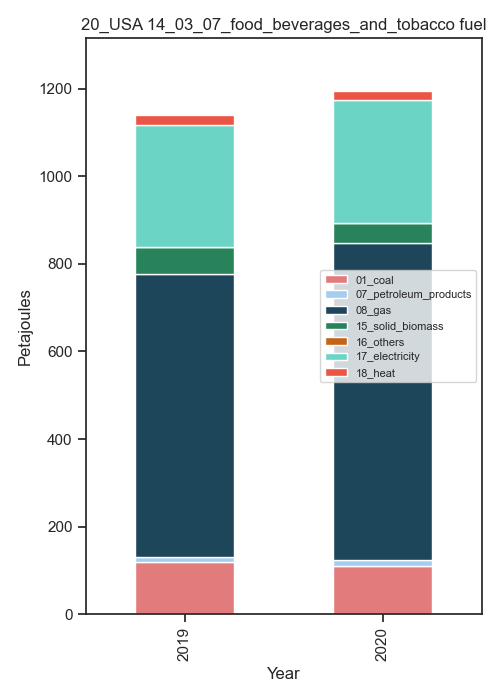 20_USA 14_03_07_food_beverages_and_tobacco fuel
Petajoules
1200
1000
800
600
400
200
0
01_coal
07_petroleum_products
08_gas
15_solid_biomass
16_others
17_electricity
18_heat
2019
2020
Year